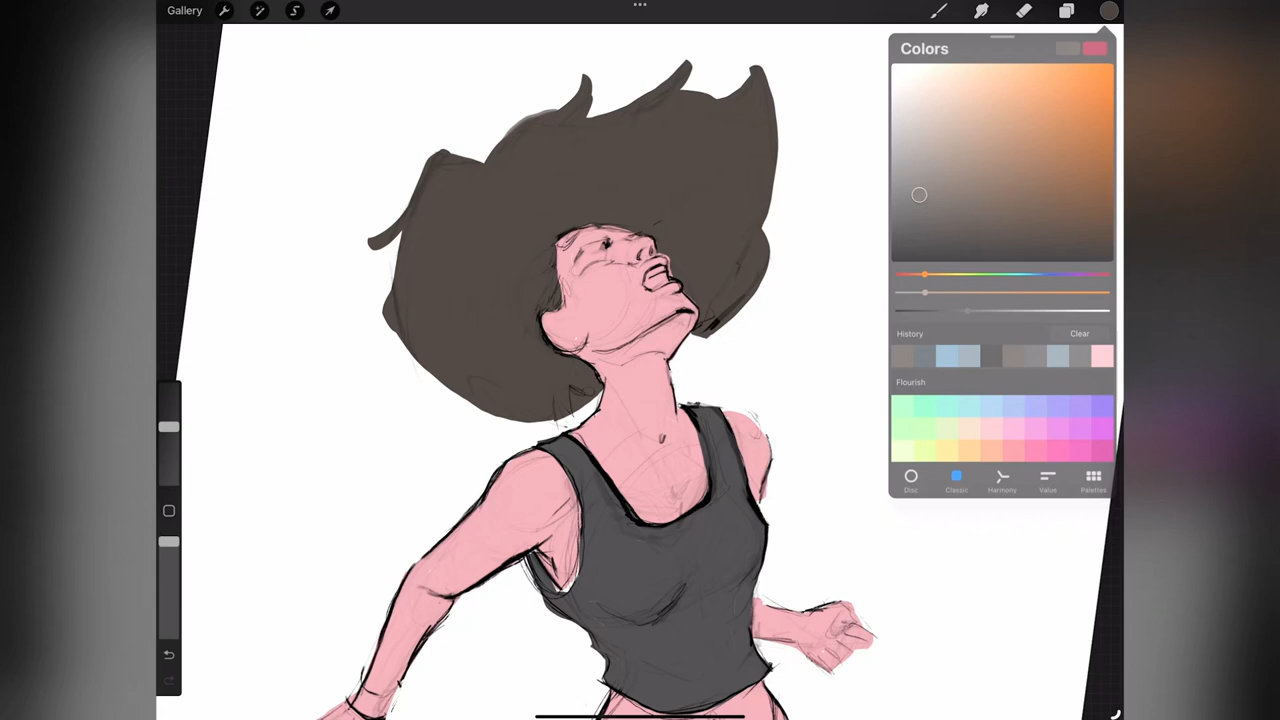 Gallery
Colors
History
Clear
Flourish
Disc
Classic
Harmony
Value
Palettes